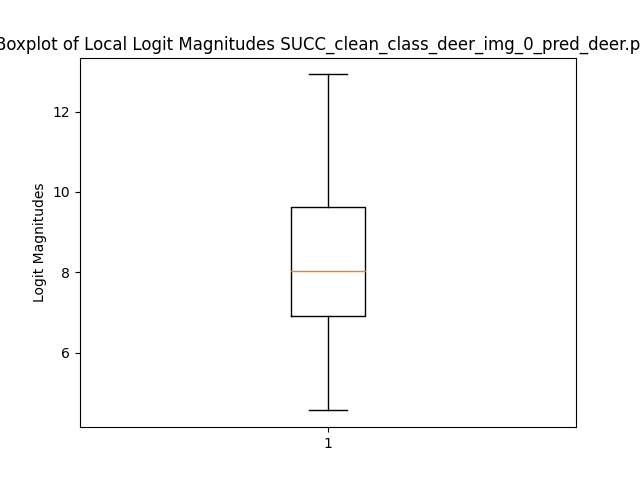 Boxplot of Local Logit Magnitudes SUCC_clean_class_deer_img_0_pred_deer.p
12
10
8
6
Logit Magnitudes
1